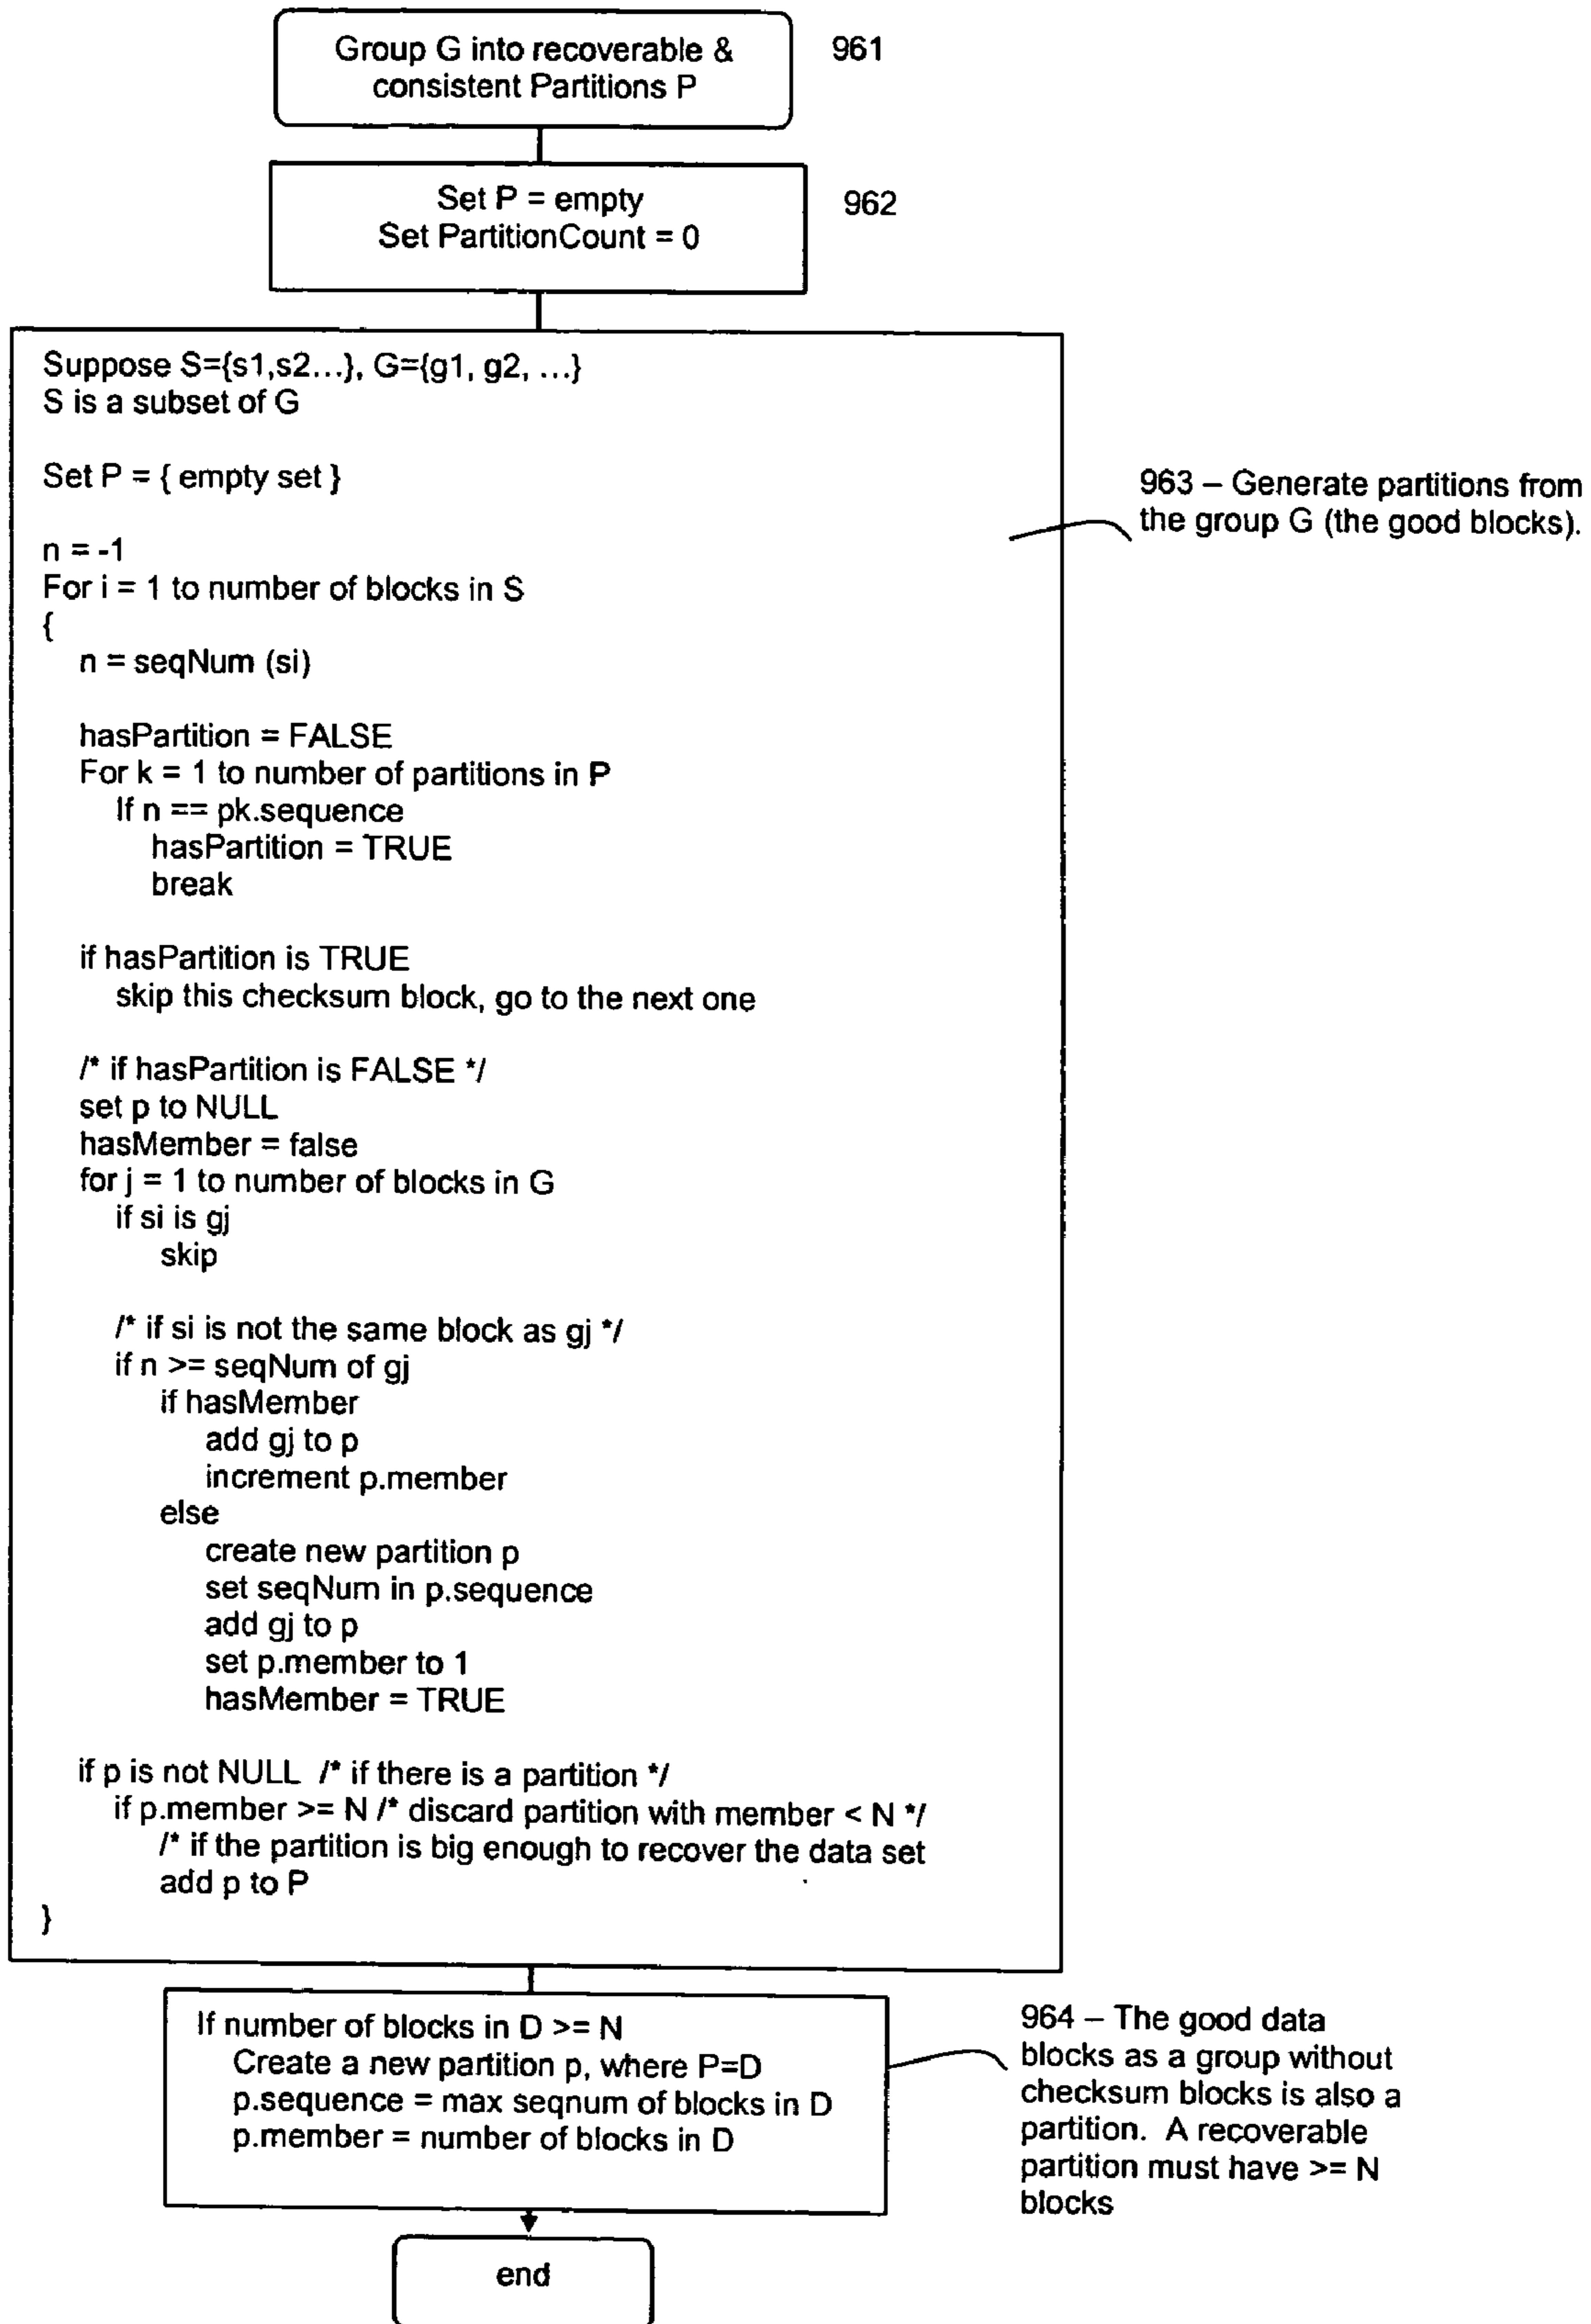 Group G into recoverable &
consistent Partitions P
961
Set P = empty
Set PartitionCount = 0
962
Suppose S={s1,s2...}, G={g1, g2, ...}
S is a subset of G
Set P = { empty set }
n = -1
For i = 1 to number of blocks in S
{
n = seqNum (si)
hasPartition = FALSE
For k = 1 to number of partitions in P
If n == pk.sequence
hasPartition = TRUE
break
if hasPartition is TRUE
skip this checksum block, go to the next one
/* if hasPartition is FALSE */
set p to NULL
hasMember = false
for j = 1 to number of blocks in G
if si is gj
skip
/* if si is not the same block as gj */
if n >= seqNum of gj
if hasMember
add gj to p
increment p.member
else
create new partition p
set seqNum in p.sequence
add gj to p
set p.member to 1
hasMember = TRUE
if p is not NULL /* if there is a partition */
if p.member >= N /* discard partition with member < N */
/* if the partition is big enough to recover the data set
add p to P
}
963 – Generate partitions from
the group G (the good blocks).
If number of blocks in D >= N
Create a new partition p, where P=D
p.sequence = max seqnum of blocks in D
p.member = number of blocks in D
964 – The good data
blocks as a group without
checksum blocks is also a
partition. A recoverable
partition must have >= N
blocks
end